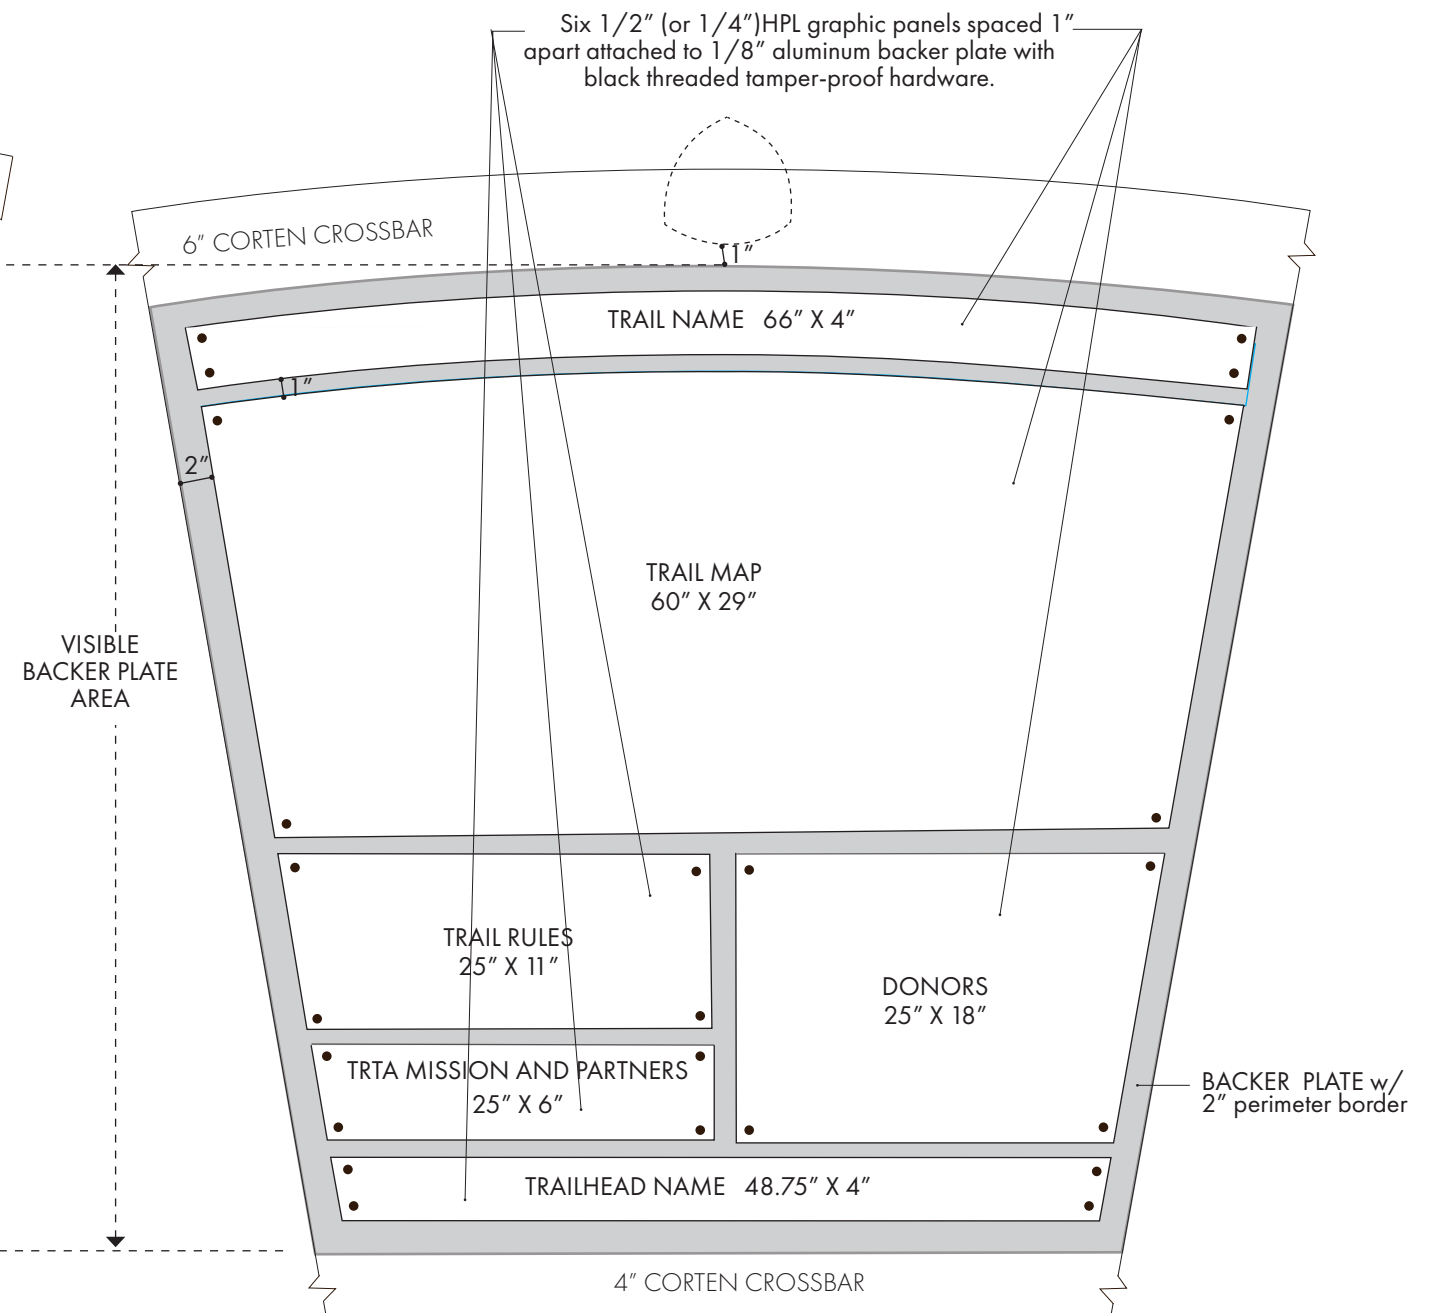 Six 1/2” (or 1/4”)HPL graphic panels spaced 1”
apart attached to 1/8” aluminum backer plate with
black threaded tamper-proof hardware.
6” CORTEN CROSSBAR
1”
TRAIL NAME 66” X 4”
1”
2”
TRAIL MAP
60” X 29”
VISIBLE
BACKER PLATE
AREA
TRAIL RULES
25” X 11”
DONORS
25” X 18”
TRTA MISSION AND PARTNERS
25” X 6”
BACKER PLATE w/
2” perimeter border
TRAILHEAD NAME 48.75” X 4”
4” CORTEN CROSSBAR